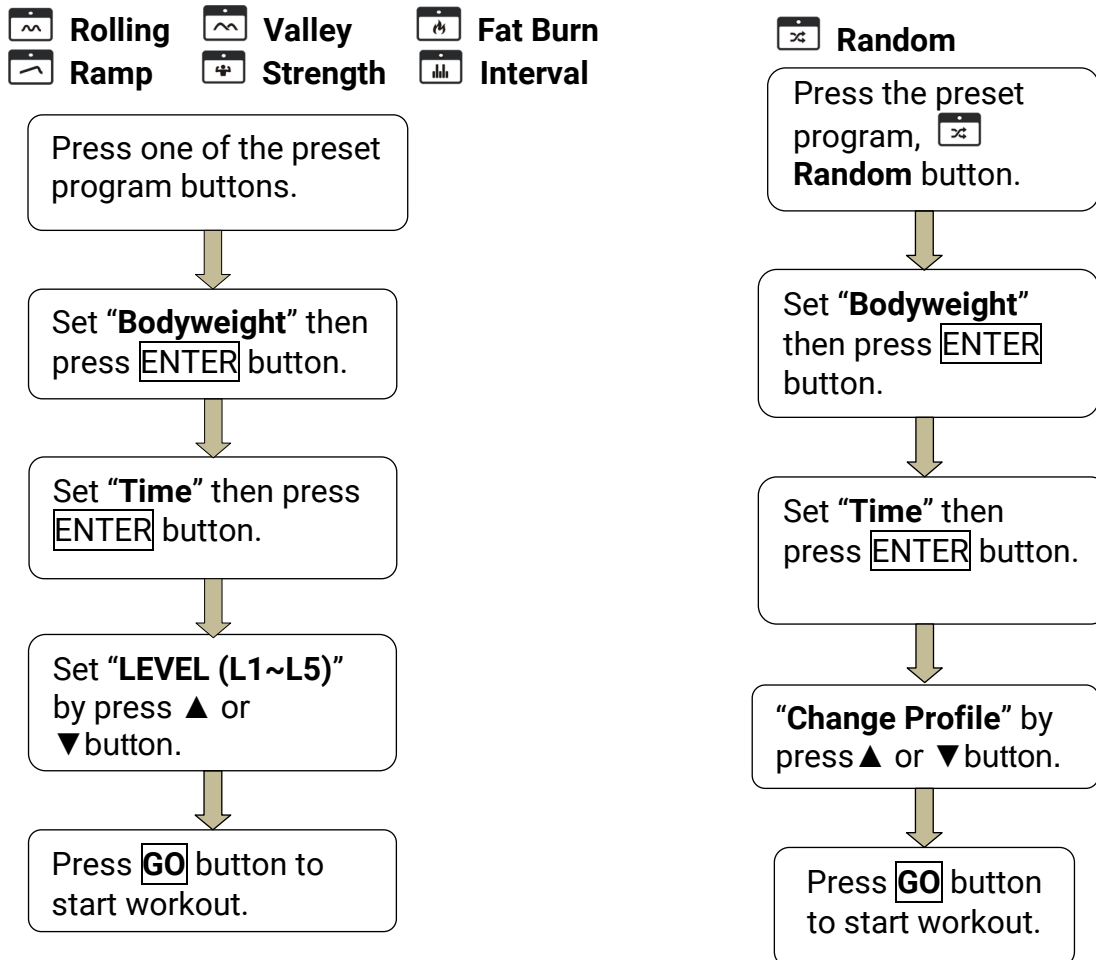 Rolling Valley Fat Burn
Ramp Strength Interval
Press one of the preset
program buttons.
Set “Bodyweight” then
press ENTER button.
Set “Time” then press
ENTER button.
Set “LEVEL (L1~L5)”
by press ▲ or
▼button.
Press GO button to
start workout.
Random
Press the preset
program,
Random button.
Set “Bodyweight”
then press ENTER
button.
Set “Time” then
press ENTER button.
“Change Profile” by
press▲ or ▼button.
Press GO button
to start workout.